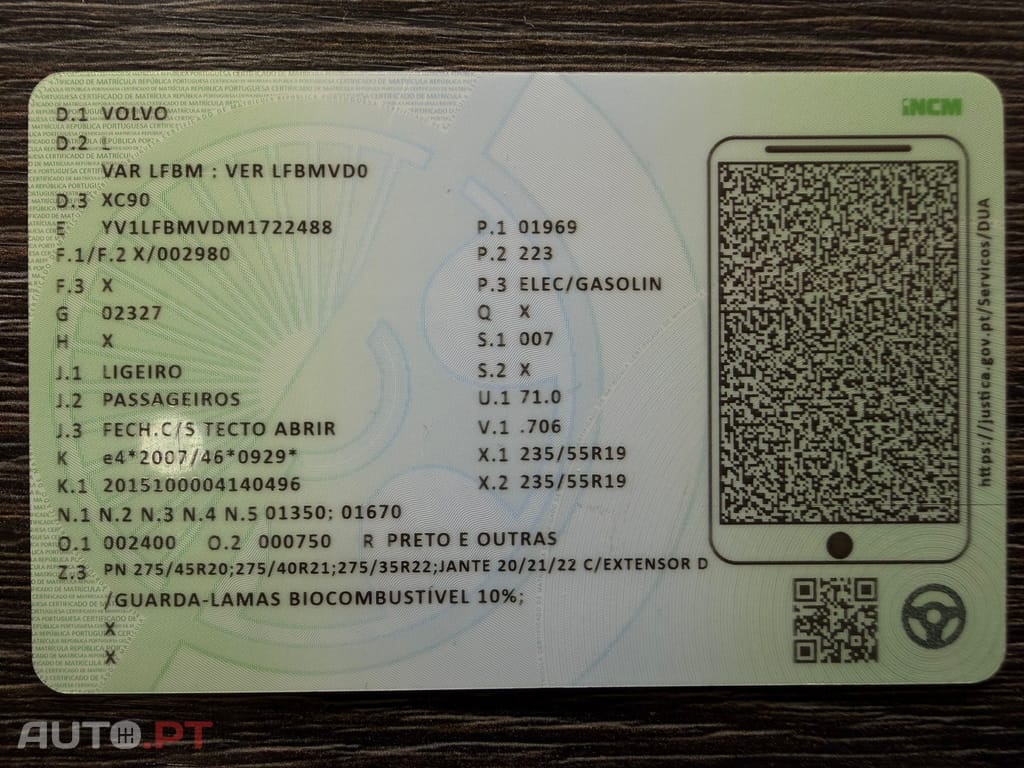 iNCM
D.1 VOLVO
D.2 L
VAR LFBM : VER LFBMVD0
D.3 XC90
E YV1LFBMVDM1722488
F.1/F.2 X/002980
F.3 X
G 02327
H X
J.1 LIGEIRO
J.2 PASSAGEIROS
J.3 FECH.C/S TECTO ABRIR
K e4*2007/46*0929*
K.1 2015100004140496
P.1 01969
P.2 223
P.3 ELEC/GASOLIN
Q X
S.1 007
S.2 X
U.1 71.0
V.1 .706
X.1 235/55R19
X.2 235/55R19
N.1 N.2 N.3 N.4 N.5 01350; 01670
O.1 002400 O.2 000750 R PRETO E OUTRAS
Z.3 PN 275/45R20;275/40R21;275/35R22;JANTE 20/21/22 C/EXTENSOR D
/GUARDA-LAMAS BIOCOMBUSTÍVEL 10%;
X
X
https://justica.gov.pt/Servicos/DUA
AUTO.PT